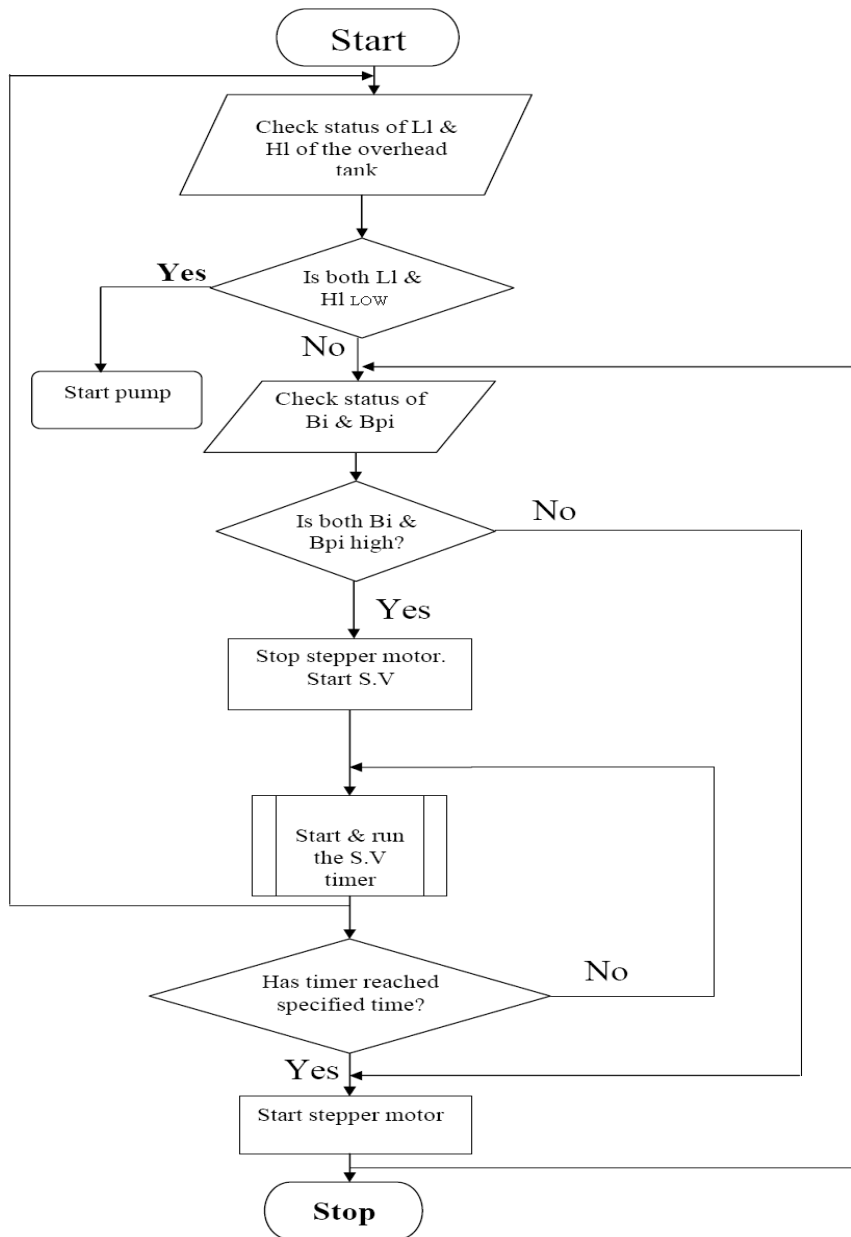 Start
Check status of Ll &
Hl of the overhead
tank
Yes
Is both Ll &
Hl LOW
No
Start pump
Check status of
Bi & Bpi
Is both Bi &
Bpi high?
No
Yes
Stop stepper motor.
Start S.V
Start & run
the S.V
timer
Has timer reached
specified time?
No
Yes
Start stepper motor
Stop